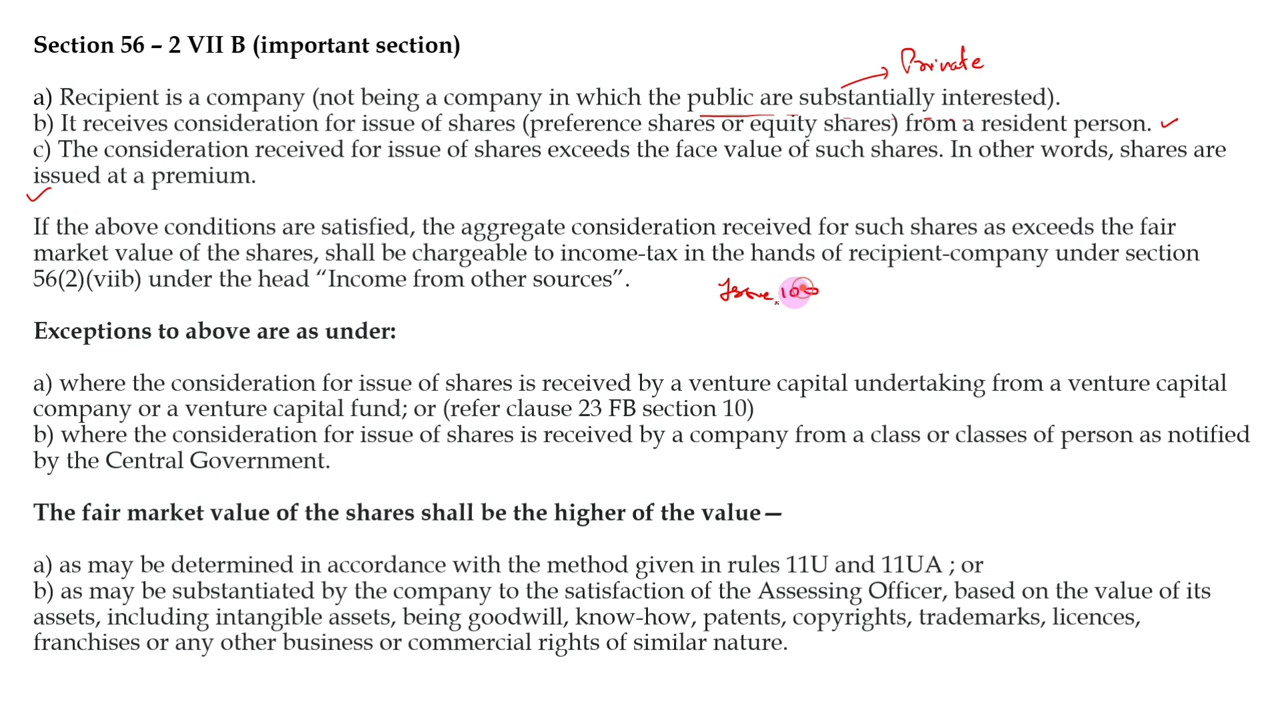 Section 56 – 2 VII B (important section)
Private
a) Recipient is a company (not being a company in which the public are substantially interested).
b) It receives consideration for issue of shares (preference shares or equity shares) from a resident person.
c) The consideration received for issue of shares exceeds the face value of such shares. In other words, shares are
issued at a premium.
If the above conditions are satisfied, the aggregate consideration received for such shares as exceeds the fair
market value of the shares, shall be chargeable to income-tax in the hands of recipient-company under section
56(2)(viib) under the head “Income from other sources”.
Issue 100
Exceptions to above are as under:
a) where the consideration for issue of shares is received by a venture capital undertaking from a venture capital
company or a venture capital fund; or (refer clause 23 FB section 10)
b) where the consideration for issue of shares is received by a company from a class or classes of person as notified
by the Central Government.
The fair market value of the shares shall be the higher of the value—
a) as may be determined in accordance with the method given in rules 11U and 11UA ; or
b) as may be substantiated by the company to the satisfaction of the Assessing Officer, based on the value of its
assets, including intangible assets, being goodwill, know-how, patents, copyrights, trademarks, licences,
franchises or any other business or commercial rights of similar nature.